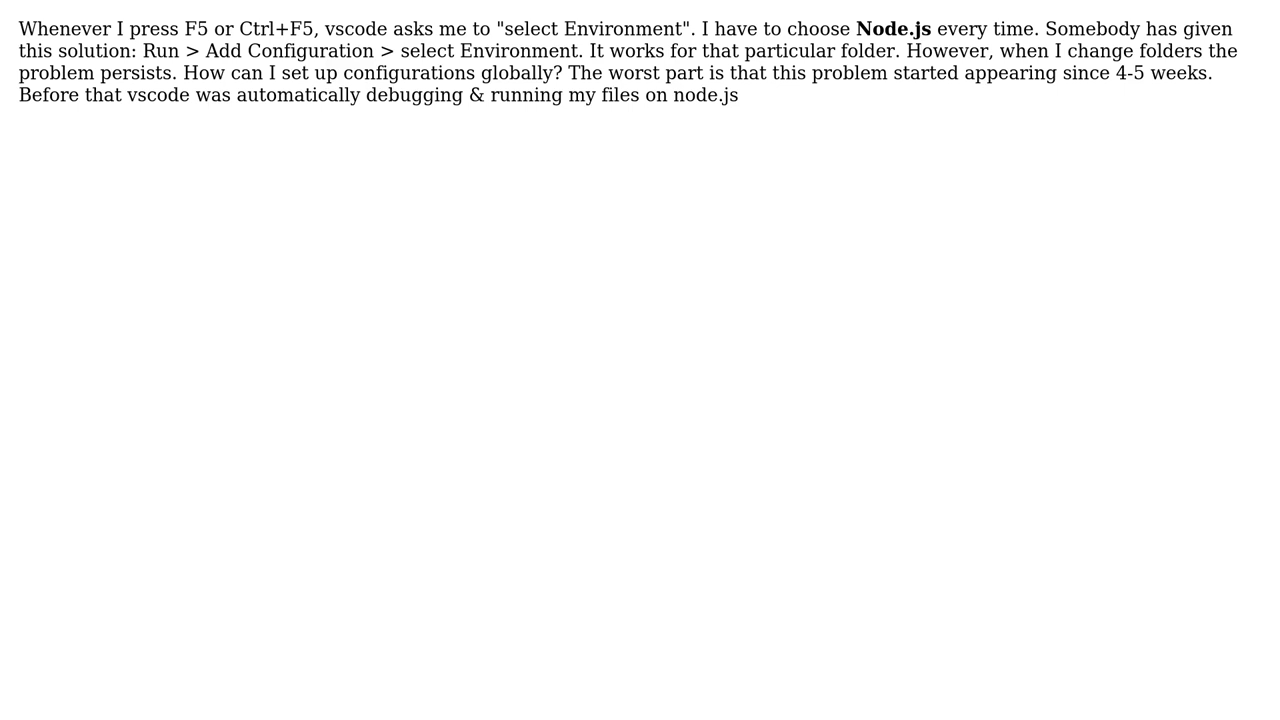 Whenever I press F5 or Ctrl+F5, vscode asks me to "select Environment". I have to choose Node.js every time. Somebody has given
this solution: Run > Add Configuration > select Environment. It works for that particular folder. However, when I change folders the
problem persists. How can I set up configurations globally? The worst part is that this problem started appearing since 4-5 weeks.
Before that vscode was automatically debugging & running my files on node.js